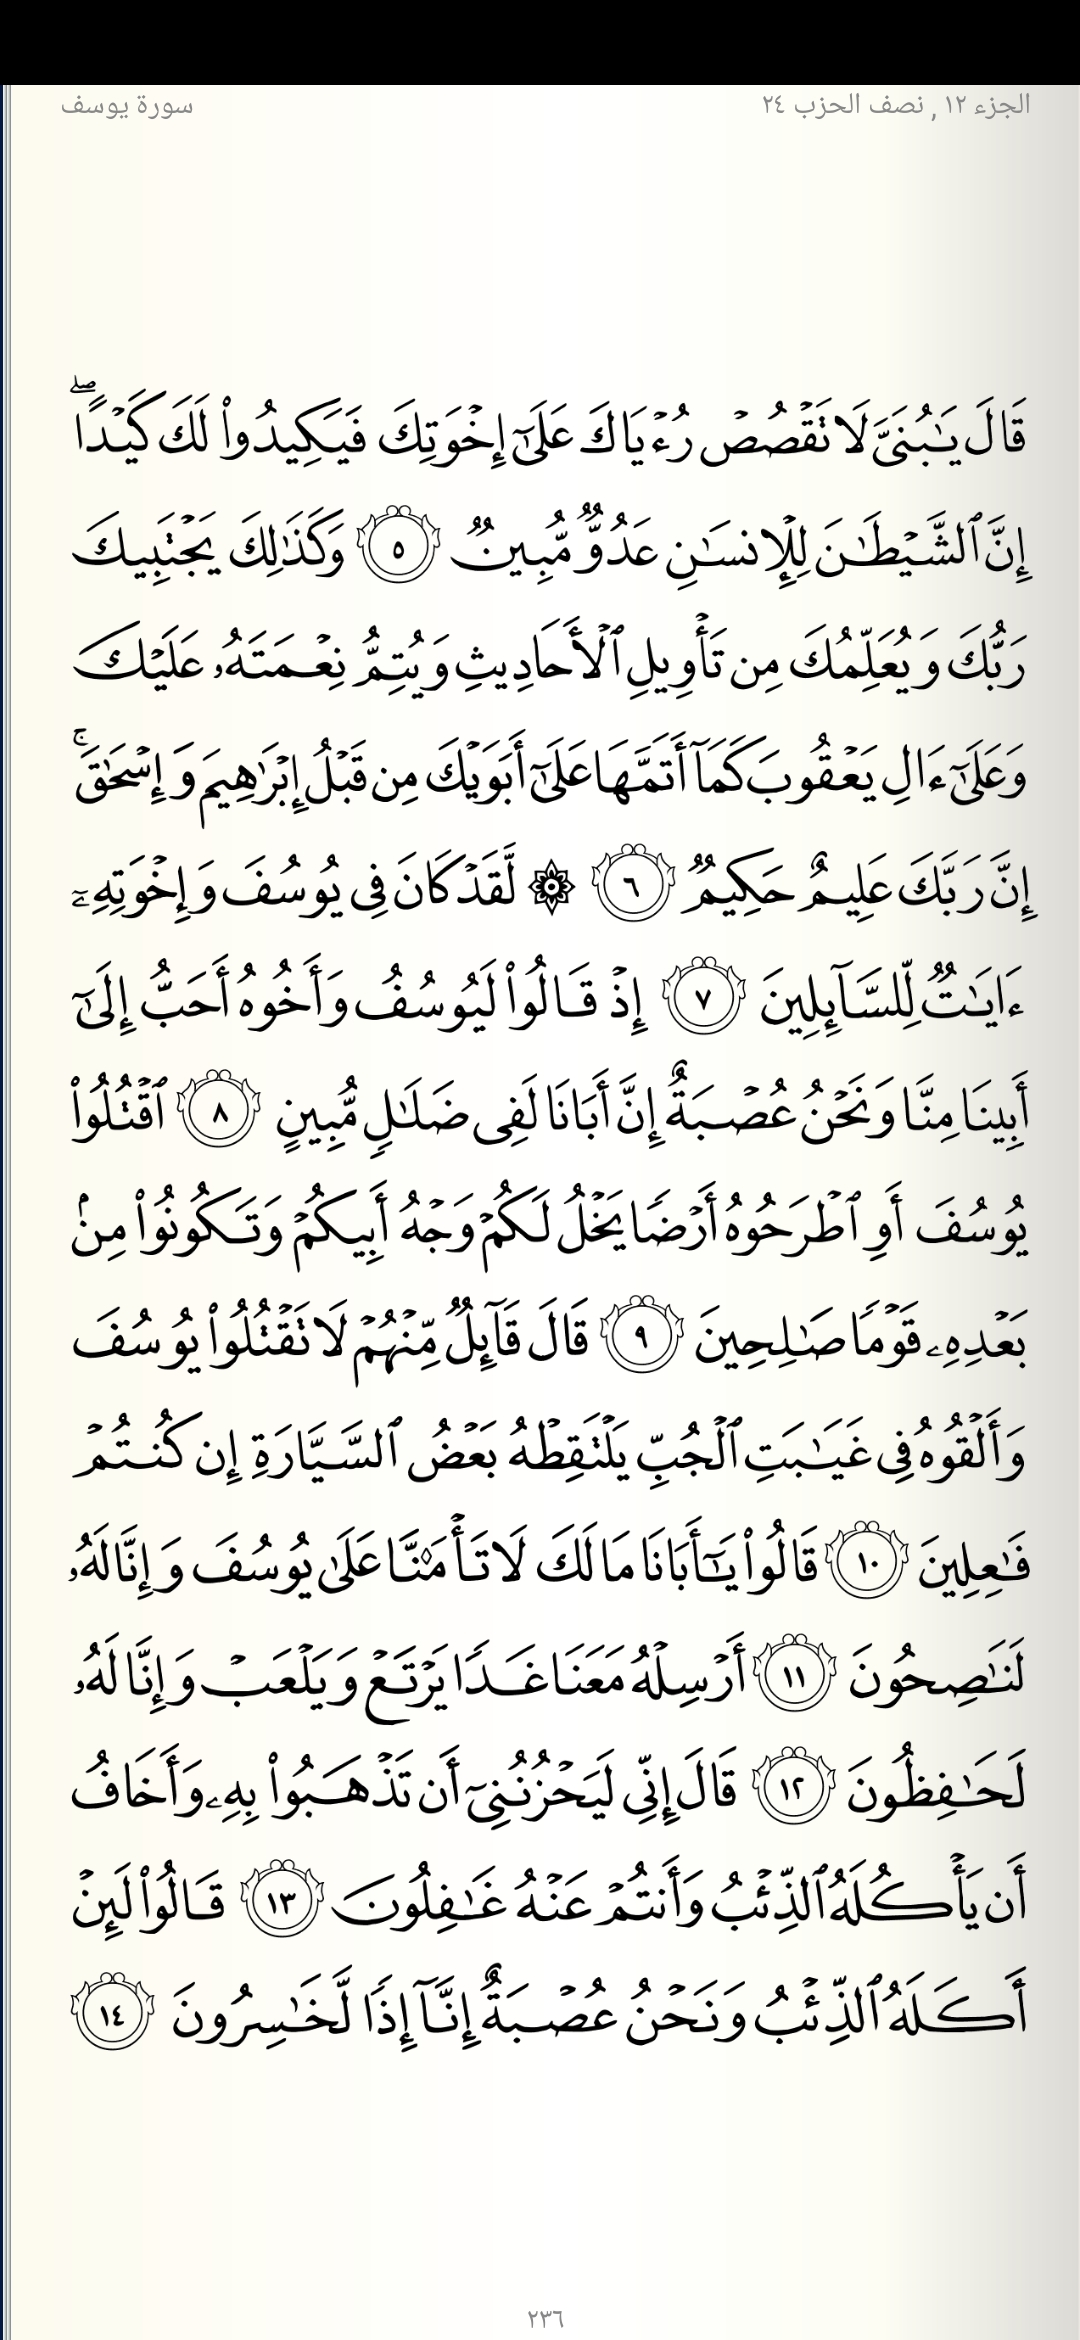 الجزء ١٢ , نصف الحزب ٢٤
سورة يوسف
قَالَ يَٰبُنَىَّ لَا تَقْصُصْ رُءْيَاكَ عَلَىٰٓ إِخْوَتِكَ فَيَكِيدُوا۟ لَكَ كَيْدًا ۖ
إِنَّ ٱلشَّيْطَٰنَ لِلْإِنسَٰنِ عَدُوٌّ مُّبِينٌ ٥ وَكَذَٰلِكَ يَجْتَبِيكَ
رَبُّكَ وَيُعَلِّمُكَ مِن تَأْوِيلِ ٱلْأَحَادِيثِ وَيُتِمُّ نِعْمَتَهُۥ عَلَيْكَ
وَعَلَىٰٓ ءَالِ يَعْقُوبَ كَمَآ أَتَمَّهَا عَلَىٰٓ أَبَوَيْكَ مِن قَبْلُ إِبْرَٰهِيمَ وَإِسْحَٰقَ ۚ
إِنَّ رَبَّكَ عَلِيمٌ حَكِيمٌ ٦ ۞ لَّقَدْ كَانَ فِى يُوسُفَ وَإِخْوَتِهِۦٓ
ءَايَٰتٌ لِّلسَّآئِلِينَ ٧ إِذْ قَالُوا۟ لَيُوسُفُ وَأَخُوهُ أَحَبُّ إِلَىٰٓ
أَبِينَا مِنَّا وَنَحْنُ عُصْبَةٌ إِنَّ أَبَانَا لَفِى ضَلَٰلٍ مُّبِينٍ ٨ ٱقْتُلُوا۟
يُوسُفَ أَوِ ٱطْرَحُوهُ أَرْضًا يَخْلُ لَكُمْ وَجْهُ أَبِيكُمْ وَتَكُونُوا۟ مِنۢ
بَعْدِهِۦ قَوْمًا صَٰلِحِينَ ٩ قَالَ قَآئِلٌ مِّنْهُمْ لَا تَقْتُلُوا۟ يُوسُفَ
وَأَلْقُوهُ فِى غَيَٰبَتِ ٱلْجُبِّ يَلْتَقِطْهُ بَعْضُ ٱلسَّيَّارَةِ إِن كُنتُمْ
فَٰعِلِينَ ١٠ قَالُوا۟ يَٰٓأَبَانَا مَا لَكَ لَا تَأْمَ۫نَّا عَلَىٰ يُوسُفَ وَإِنَّا لَهُۥ
لَنَٰصِحُونَ ١١ أَرْسِلْهُ مَعَنَا غَدًا يَرْتَعْ وَيَلْعَبْ وَإِنَّا لَهُۥ
لَحَٰفِظُونَ ١٢ قَالَ إِنِّى لَيَحْزُنُنِىٓ أَن تَذْهَبُوا۟ بِهِۦ وَأَخَافُ
أَن يَأْكُلَهُ ٱلذِّئْبُ وَأَنتُمْ عَنْهُ غَٰفِلُونَ ١٣ قَالُوا۟ لَئِنْ
أَكَلَهُ ٱلذِّئْبُ وَنَحْنُ عُصْبَةٌ إِنَّآ إِذًا لَّخَٰسِرُونَ ١٤
٢٣٦